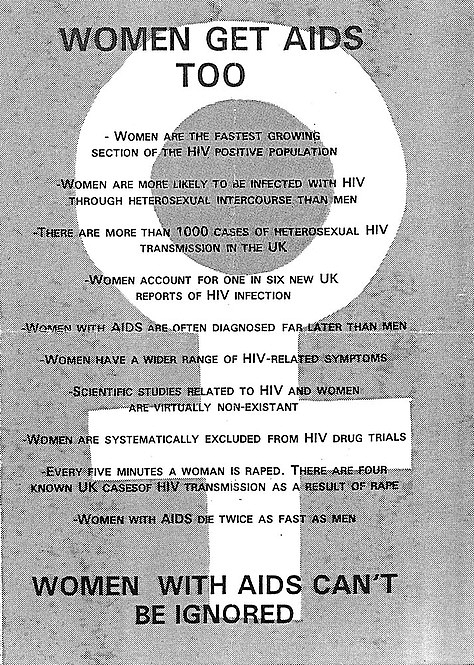 WOMEN GET AIDS
TOO
- WOMEN ARE THE FASTEST GROWING
SECTION OF THE HIV POSITIVE POPULATION
-WOMEN ARE MORE LIKELY TO BE INFECTED WITH HIV
THROUGH HETEROSEXUAL INTERCOURSE THAN MEN
-THERE ARE MORE THAN 1000 CASES OF HETEROSEXUAL HIV
TRANSMISSION IN THE UK
-WOMEN ACCOUNT FOR ONE IN SIX NEW UK
REPORTS OF HIV INFECTION
-WOMEN WITH AIDS ARE OFTEN DIAGNOSED FAR LATER THAN MEN
-WOMEN HAVE A WIDER RANGE OF HIV-RELATED SYMPTOMS
-SCIENTIFIC STUDIES RELATED TO HIV AND WOMEN
ARE VIRTUALLY NON-EXISTANT
-WOMEN ARE SYSTEMATICALLY EXCLUDED FROM HIV DRUG TRIALS
-EVERY FIVE MINUTES A WOMAN IS RAPED. THERE ARE FOUR
KNOWN UK CASESOF HIV TRANSMISSION AS A RESULT OF RAPE
-WOMEN WITH AIDS DIE TWICE AS FAST AS MEN
WOMEN WITH AIDS CAN'T
BE IGNORED